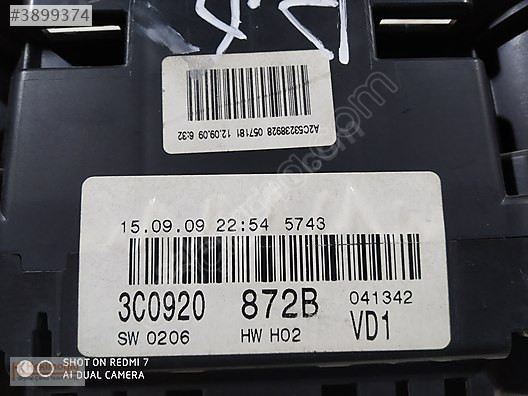 #3899374
A2C53238928 057181 12.09.09 6:32
15.09.09 22:54 5743
3C0920 872B 041342
SW 0206 HW H02 VD1
SHOT ON REDMI 7
AI DUAL CAMERA